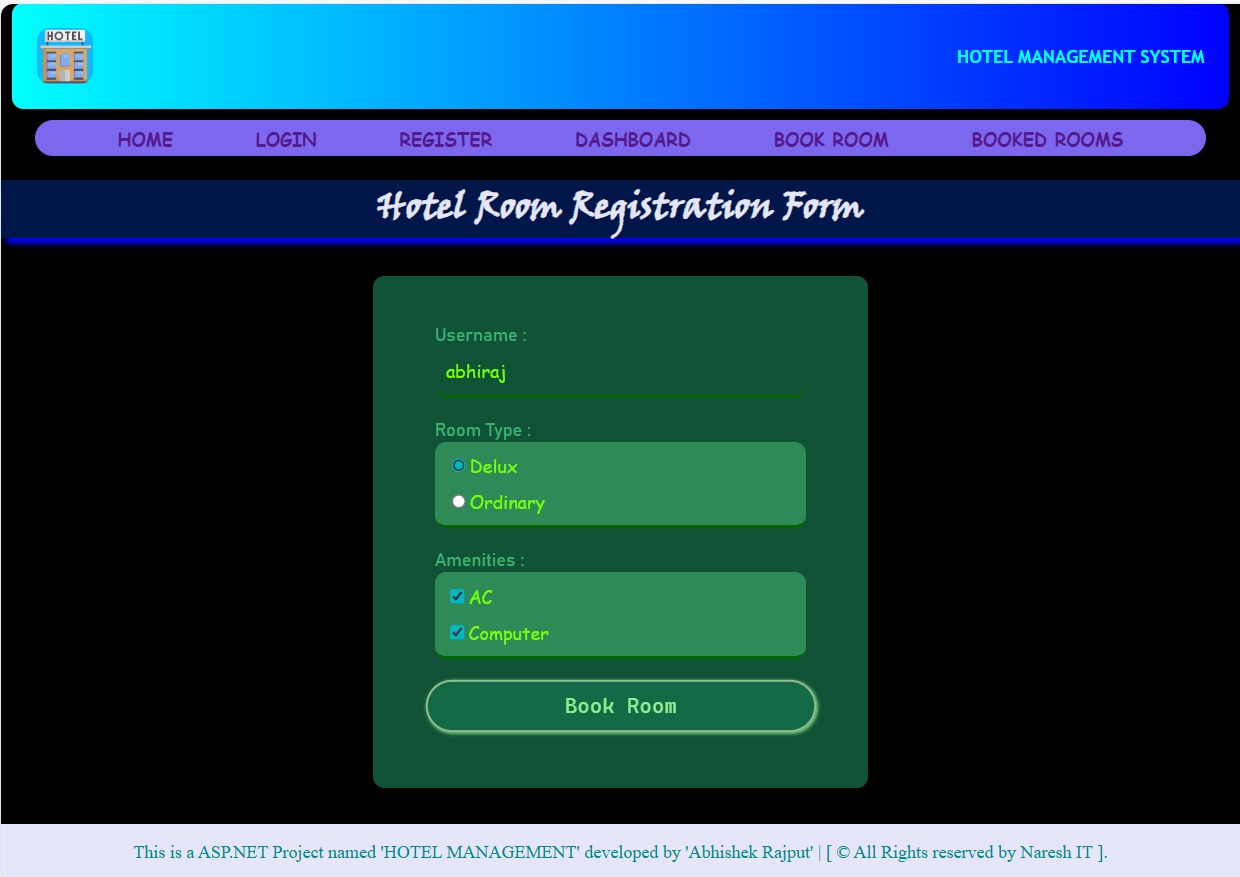 HOTEL
HOTEL MANAGEMENT SYSTEM
HOME LOGIN REGISTER DASHBOARD BOOK ROOM BOOKED ROOMS
Hotel Room Registration Form
Username :
abhiraj
Room Type :
Delux
Ordinary
Amenities :
AC
Computer
Book Room
This is a ASP.NET Project named 'HOTEL MANAGEMENT' developed by 'Abhishek Rajput' | [ © All Rights reserved by Naresh IT ].